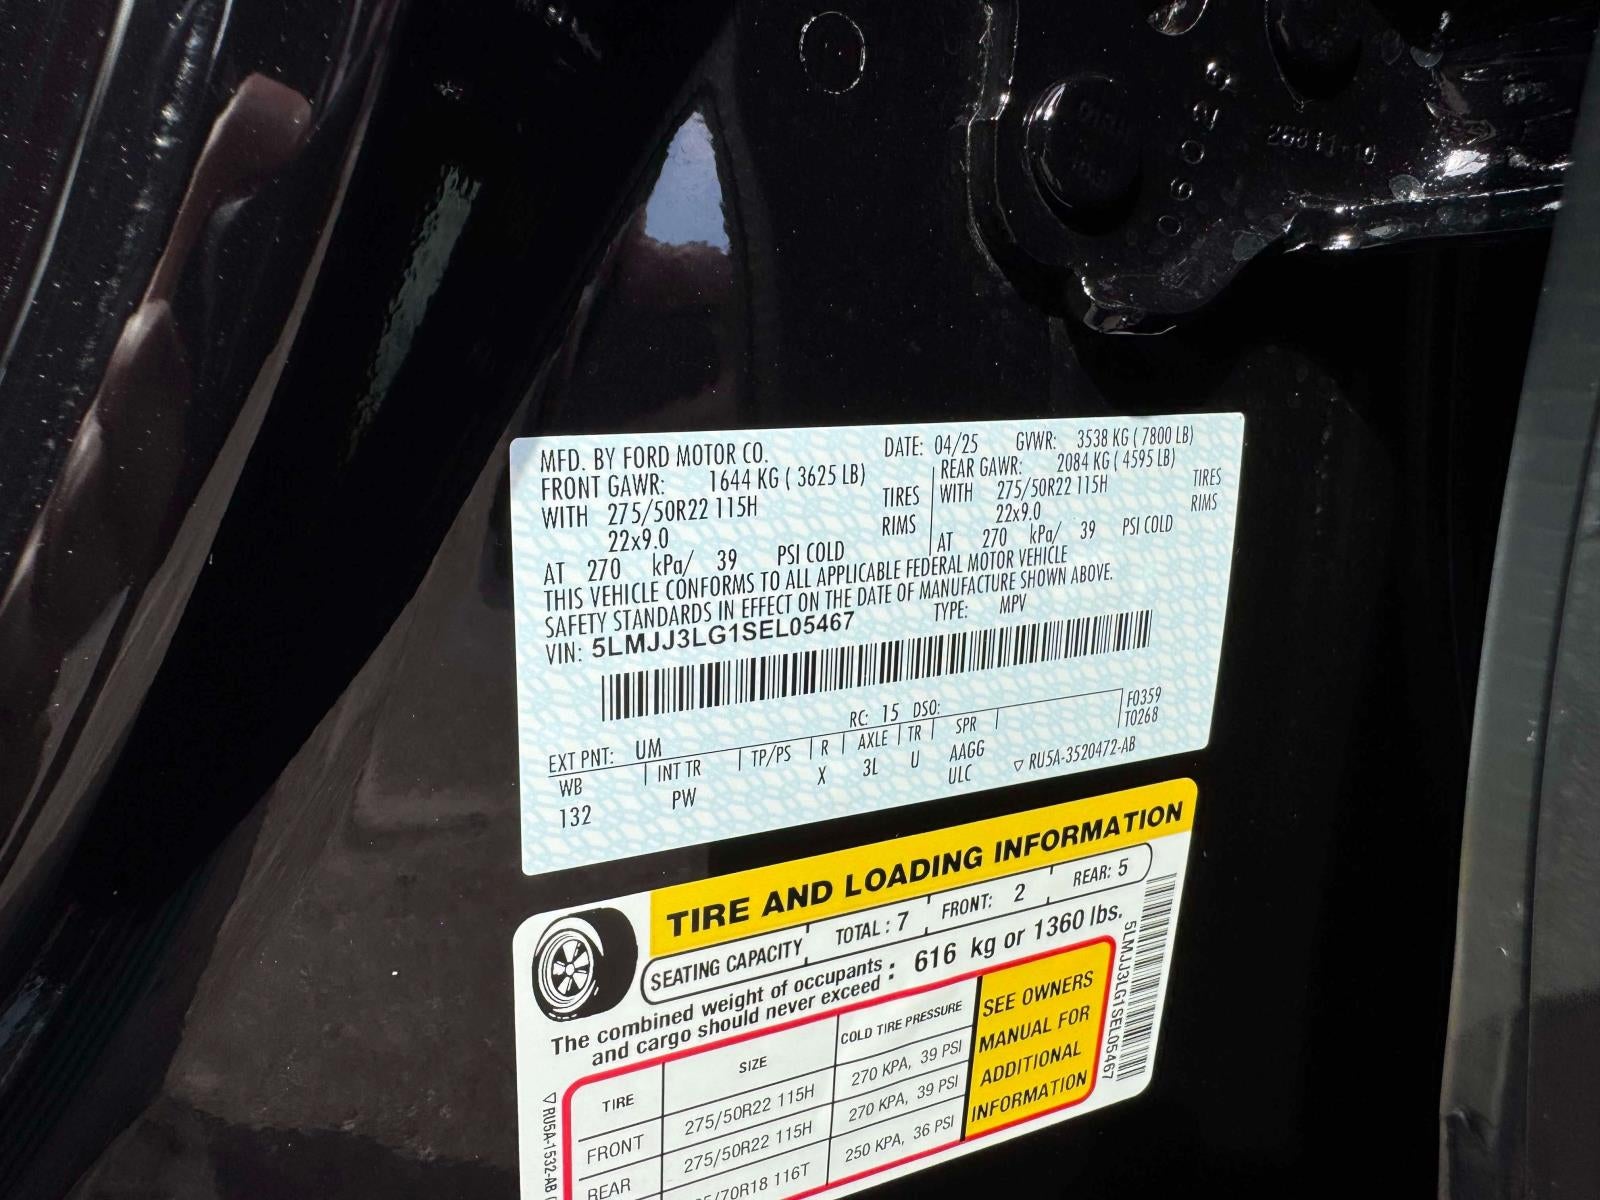 MFD. BY FORD MOTOR CO. DATE: 04/25 GVWR: 3538 KG ( 7800 LB)
FRONT GAWR: 1644 KG ( 3625 LB) REAR GAWR: 2084 KG ( 4595 LB)
WITH 275/50R22 115H TIRES WITH 275/50R22 115H TIRES
22x9.0 RIMS 22x9.0 RIMS
AT 270 kPa/ 39 PSI COLD AT 270 kPa/ 39 PSI COLD
THIS VEHICLE CONFORMS TO ALL APPLICABLE FEDERAL MOTOR VEHICLE
SAFETY STANDARDS IN EFFECT ON THE DATE OF MANUFACTURE SHOWN ABOVE.
VIN: 5LMJJ3LG1SEL05467 TYPE: MPV
EXT PNT: UM RC: 15 DSO: F0359
WB INT TR TP/PS R AXLE TR SPR T0268
132 PW X 3L U AAGG
ULC ▽ RU5A-3520472-AB
TIRE AND LOADING INFORMATION
SEATING CAPACITY TOTAL : 7 FRONT: 2 REAR: 5
The combined weight of occupants and cargo should never exceed : 616 kg or 1360 lbs.
TIRE SIZE COLD TIRE PRESSURE
FRONT 275/50R22 115H 270 KPA, 39 PSI
REAR 275/50R22 115H 270 KPA, 39 PSI
/70R18 116T 250 KPA, 36 PSI
SEE OWNERS
MANUAL FOR
ADDITIONAL
INFORMATION
5LMJJ3LG1SEL05467
▽ RU5A-1532-AB